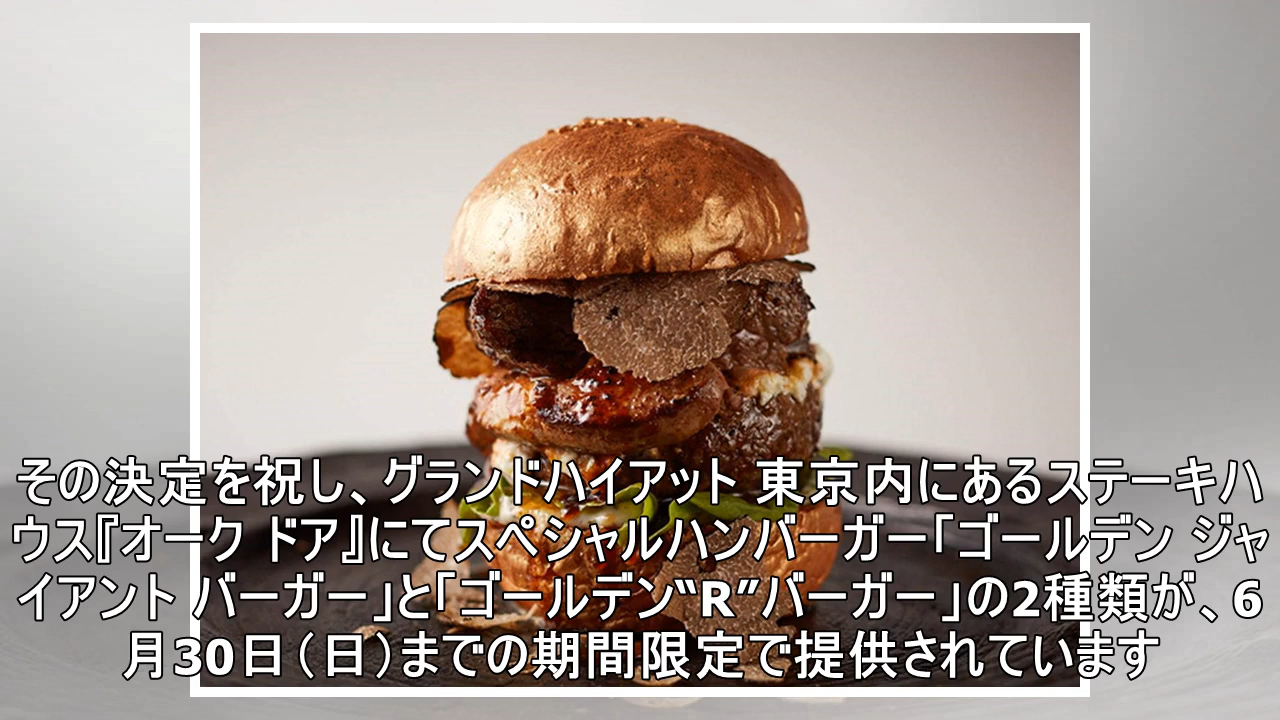 その決定を祝し、グランドハイアット 東京内にあるステーキハ
ウス『オーク ドア』にてスペシャルハンバーガー「ゴールデン ジャ
イアント バーガー」と「ゴールデン“R”バーガー」の2種類が、6
月30日（日）までの期間限定で提供されています